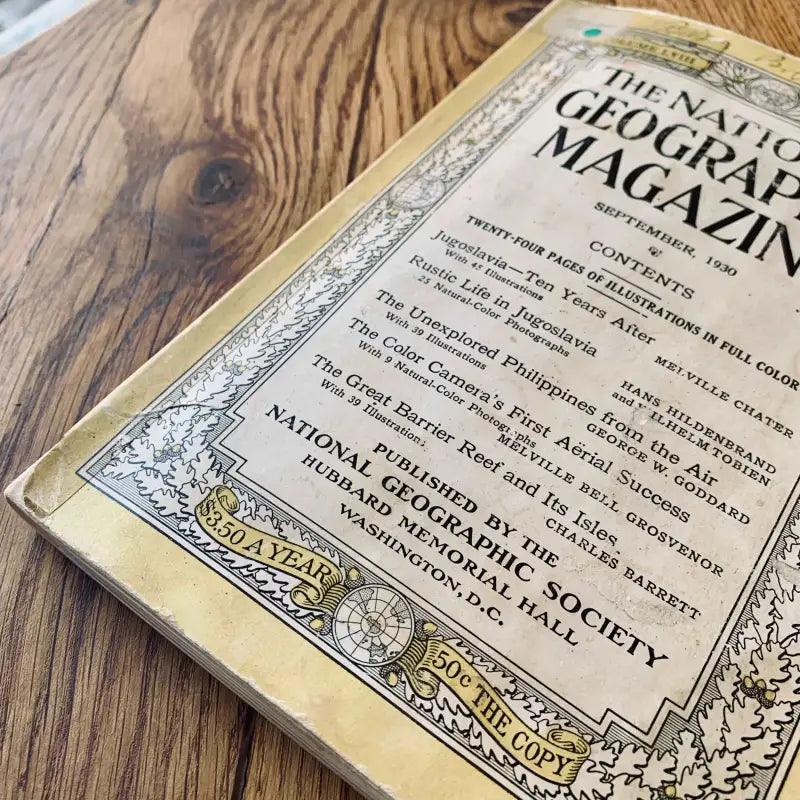 VOLUME LVIII
THE NATIO
GEOGRAP
MAGAZIN
SEPTEMBER, 1930
CONTENTS
TWENTY-FOUR PAGES OF ILLUSTRATIONS IN FULL COLOR
Jugoslavia—Ten Years After
With 45 Illustrations
MELVILLE CHATER
Rustic Life in Jugoslavia
25 Natural-Color Photographs
HANS HILDENBRAND
and WILHELM TOBIEN
The Unexplored Philippines from the Air
With 39 Illustrations
GEORGE W. GODDARD
The Color Camera's First Aërial Success
With 9 Natural-Color Photographs
MELVILLE BELL GROSVENOR
The Great Barrier Reef and Its Isles
With 39 Illustrations
CHARLES BARRETT
PUBLISHED BY THE
NATIONAL GEOGRAPHIC SOCIETY
HUBBARD MEMORIAL HALL
WASHINGTON, D.C.
$3.50 A YEAR
50c THE COPY